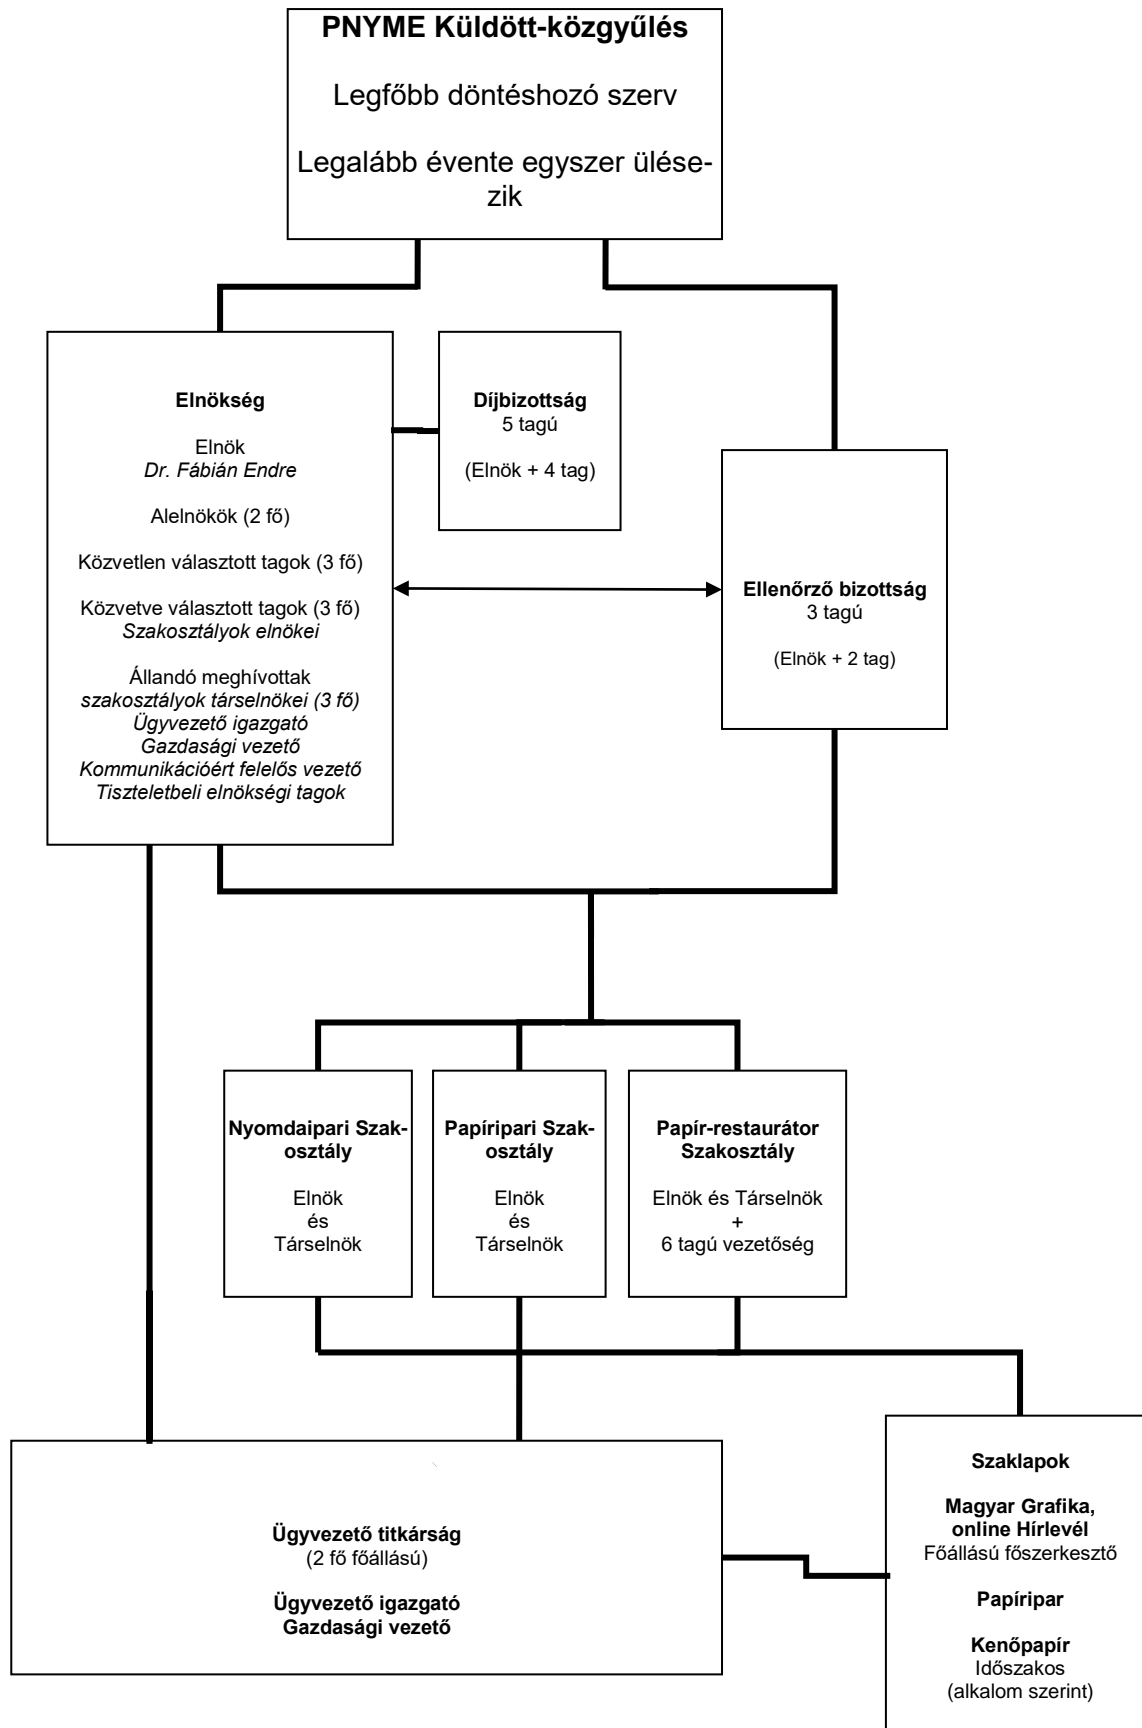 PNYME Küldött-közgyűlés
Legfőbb döntéshozó szerv
Legalább évente egyszer ülése-
zik
Elnökség
Elnök
Dr. Fábián Endre
Alelnökök (2 fő)
Közvetlen választott tagok (3 fő)
Közvetve választott tagok (3 fő)
Szakosztályok elnökei
Állandó meghívottak
szakosztályok társelnökei (3 fő)
Ügyvezető igazgató
Gazdasági vezető
Kommunikációért felelős vezető
Tiszteletbeli elnökségi tagok
Díjbizottság
5 tagú
(Elnök + 4 tag)
Ellenőrző bizottság
3 tagú
(Elnök + 2 tag)
Nyomdaipari Szak-
osztály
Elnök
és
Társelnök
Papíripari Szak-
osztály
Elnök
és
Társelnök
Papír-restaurátor
Szakosztály
Elnök és Társelnök
+
6 tagú vezetőség
Ügyvezető titkárság
(2 fő főállású)
Ügyvezető igazgató
Gazdasági vezető
Szaklapok
Magyar Grafika,
online Hírlevél
Főállású főszerkesztő
Papíripar
Kenőpapír
Időszakos
(alkalom szerint)